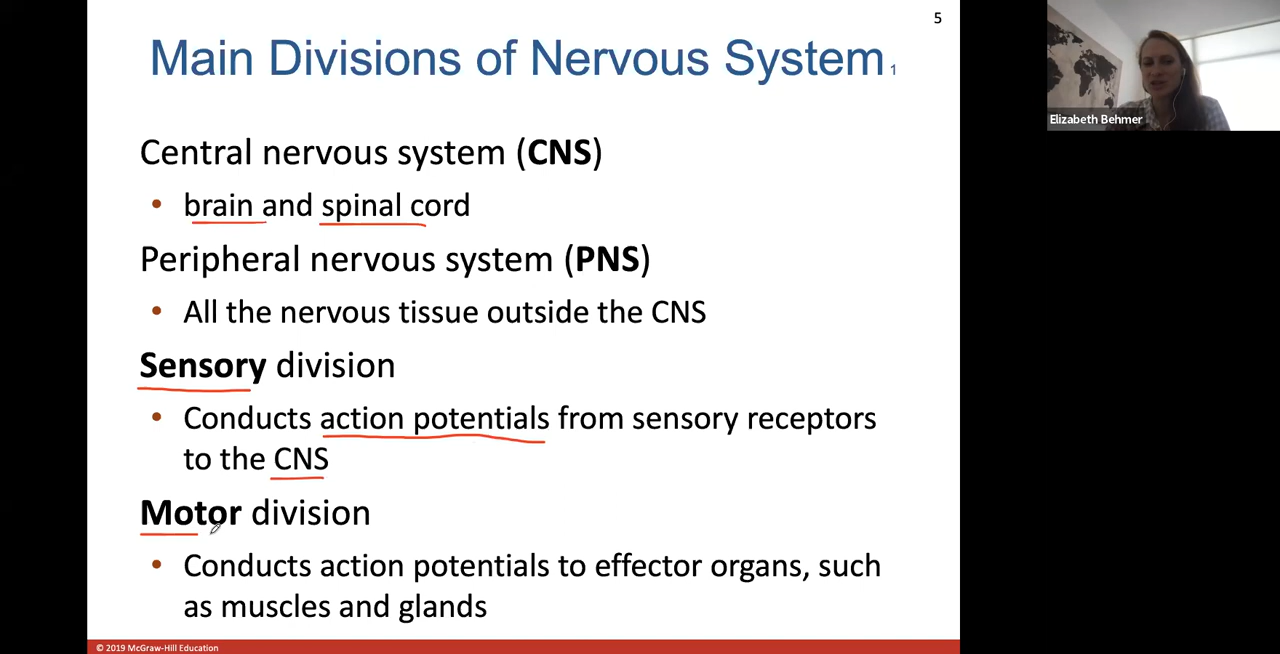 5
Main Divisions of Nervous System 1
Elizabeth Behmer
Central nervous system (CNS)
• brain and spinal cord
Peripheral nervous system (PNS)
• All the nervous tissue outside the CNS
Sensory division
• Conducts action potentials from sensory receptors
to the CNS
Motor division
• Conducts action potentials to effector organs, such
as muscles and glands
© 2019 McGraw-Hill Education